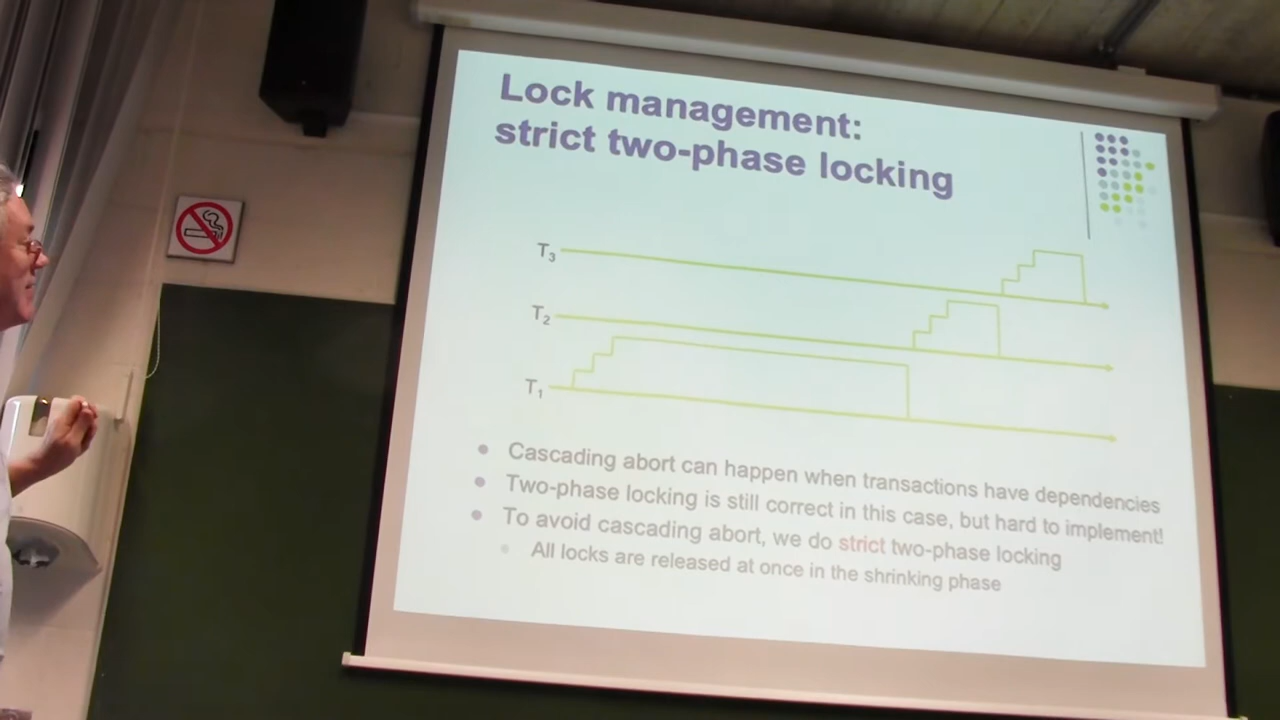 Lock management:
strict two-phase locking
T3
T2
T1
Cascading abort can happen when transactions have dependencies
Two-phase locking is still correct in this case, but hard to implement!
To avoid cascading abort, we do strict two-phase locking
All locks are released at once in the shrinking phase